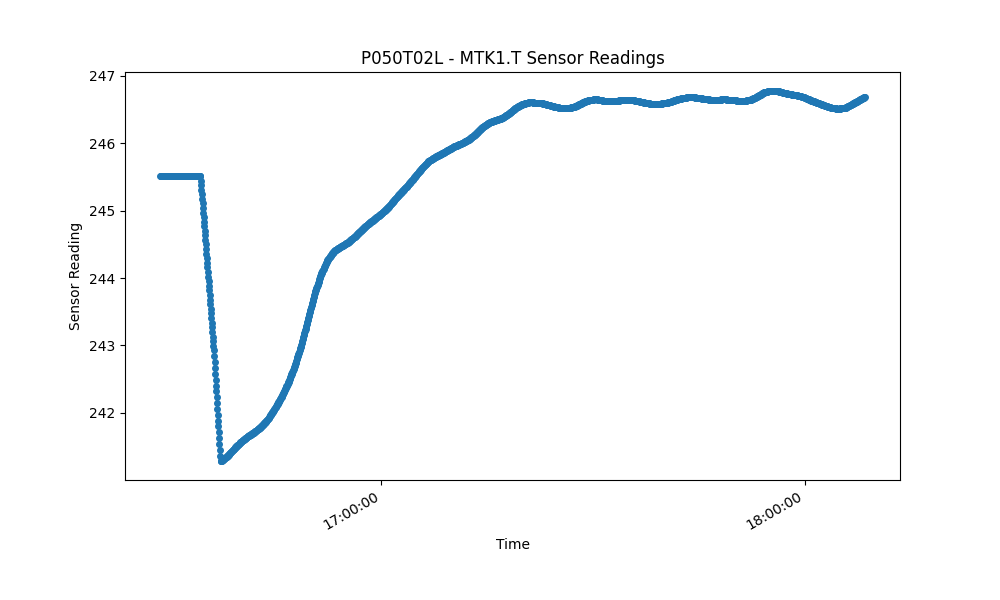 P050T02L - MTK1.T Sensor Readings
247
246
245
244
243
242
Sensor Reading
17:00:00
18:00:00
Time